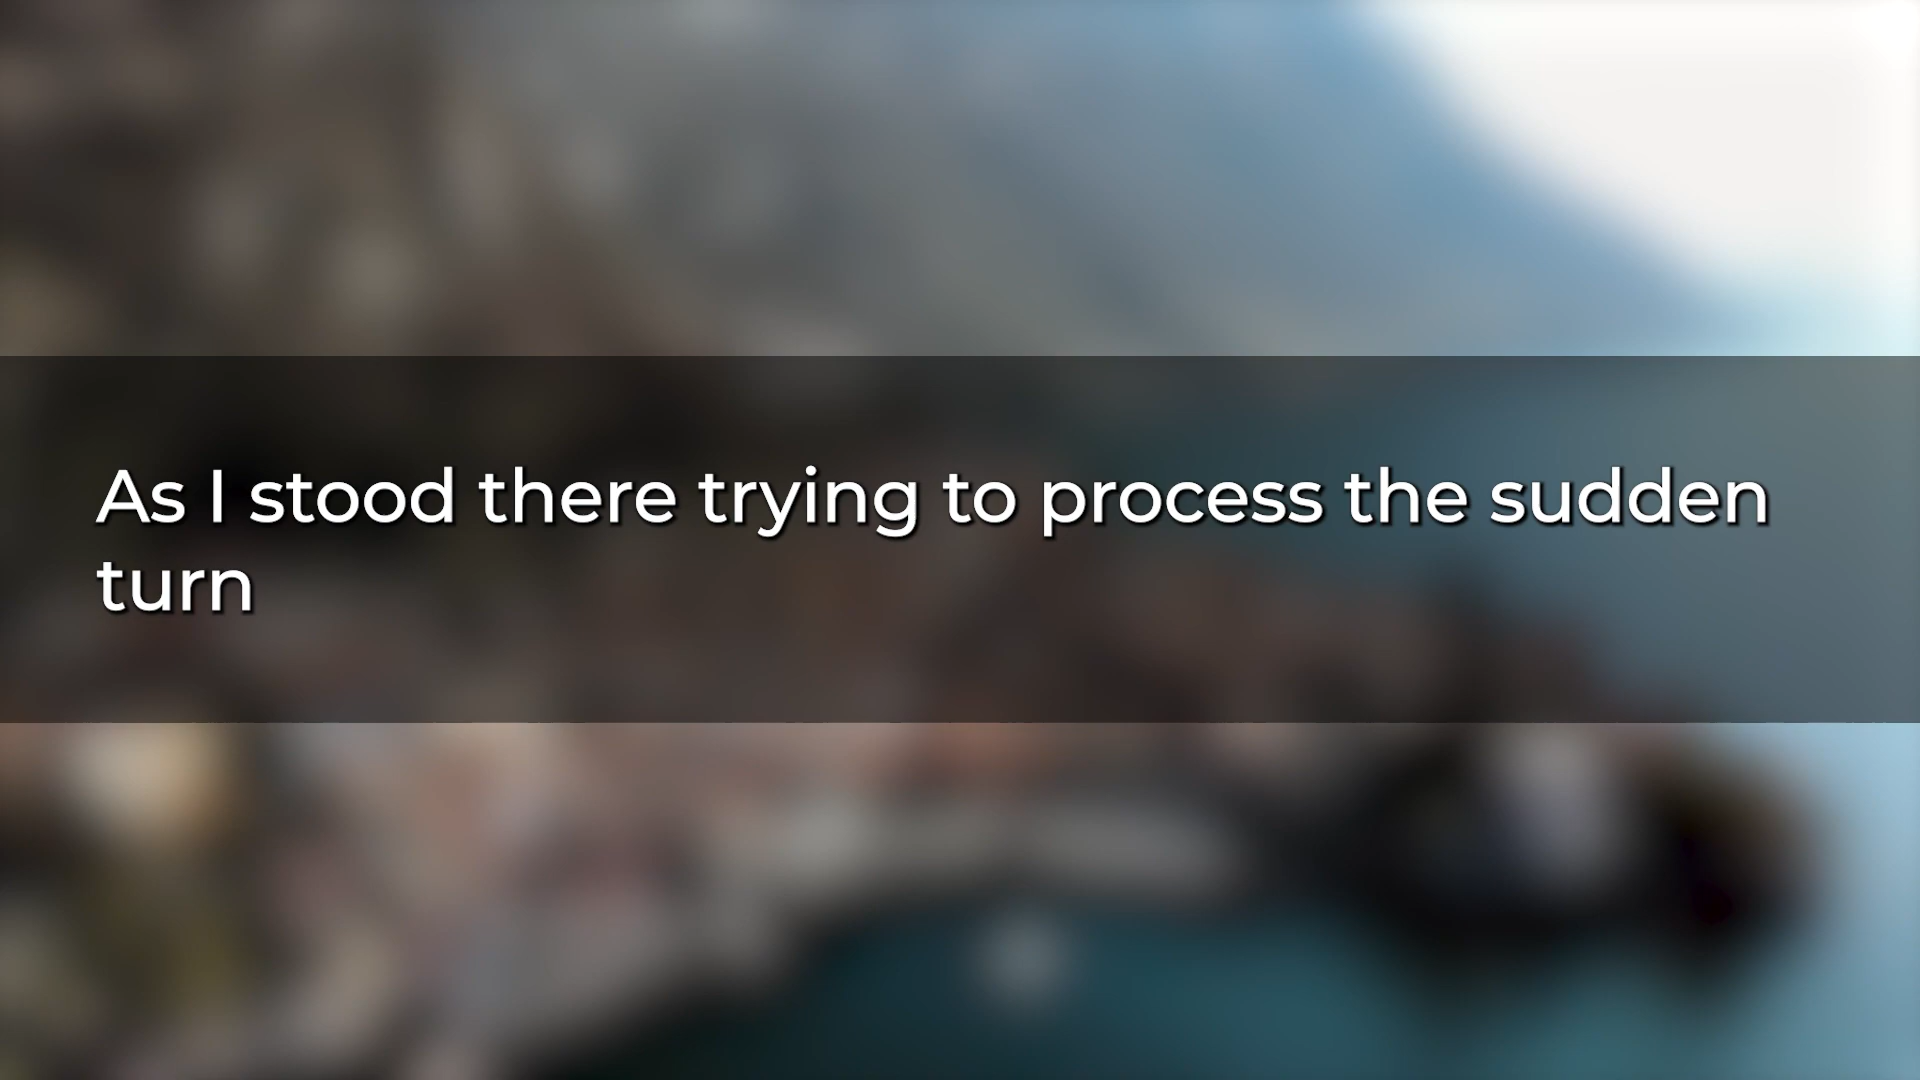 As I stood there trying to process the sudden
turn